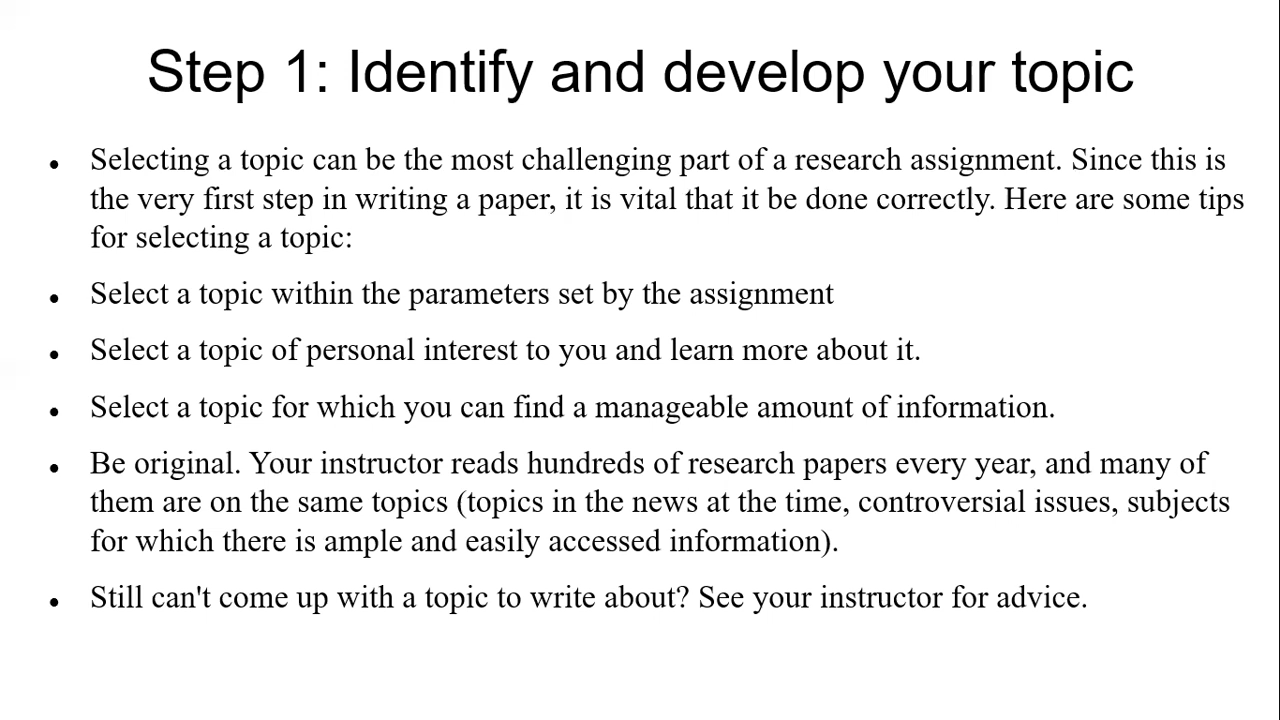 Step 1: Identify and develop your topic
• Selecting a topic can be the most challenging part of a research assignment. Since this is
the very first step in writing a paper, it is vital that it be done correctly. Here are some tips
for selecting a topic:
• Select a topic within the parameters set by the assignment
• Select a topic of personal interest to you and learn more about it.
• Select a topic for which you can find a manageable amount of information.
• Be original. Your instructor reads hundreds of research papers every year, and many of
them are on the same topics (topics in the news at the time, controversial issues, subjects
for which there is ample and easily accessed information).
• Still can't come up with a topic to write about? See your instructor for advice.